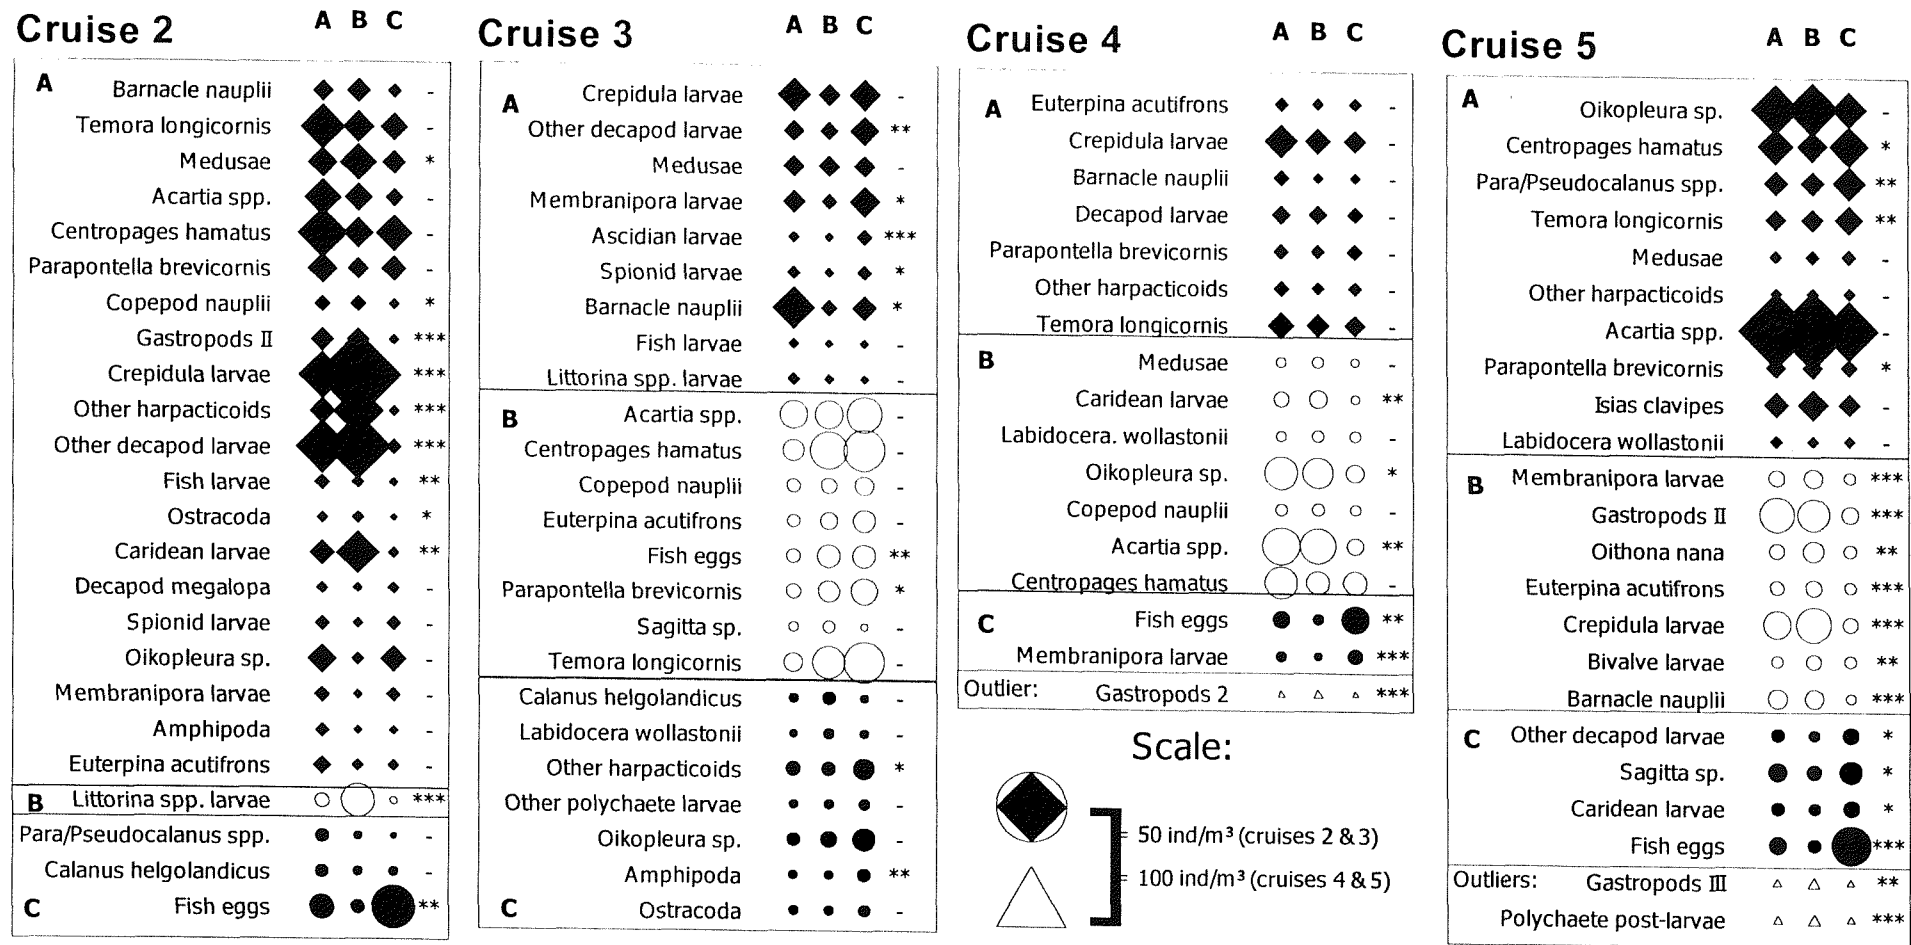 Cruise 2 A B C
A Barnacle nauplii -
Temora longicornis -
Medusae *
Acartia spp. -
Centropages hamatus -
Parapontella brevicornis -
Copepod nauplii *
Gastropods II ***
Crepidula larvae ***
Other harpacticoids ***
Other decapod larvae ***
Fish larvae **
Ostracoda *
Caridean larvae **
Decapod megalopa -
Spionid larvae -
Oikopleura sp. -
Membranipora larvae -
Amphipoda -
Euterpina acutifrons -
B Littorina spp. larvae ***
Para/Pseudocalanus spp. -
Calanus helgolandicus -
C Fish eggs **
Cruise 3 A B C
A Crepidula larvae -
Other decapod larvae **
Medusae -
Membranipora larvae *
Ascidian larvae ***
Spionid larvae *
Barnacle nauplii *
Fish larvae -
Littorina spp. larvae -
B Acartia spp. -
Centropages hamatus -
Copepod nauplii -
Euterpina acutifrons -
Fish eggs **
Parapontella brevicornis *
Sagitta sp. -
Temora longicornis -
Calanus helgolandicus -
Labidocera wollastonii -
Other harpacticoids *
Other polychaete larvae -
Oikopleura sp. -
Amphipoda **
C Ostracoda -
Cruise 4 A B C
A Euterpina acutifrons -
Crepidula larvae -
Barnacle nauplii -
Decapod larvae -
Parapontella brevicornis -
Other harpacticoids -
Temora longicornis -
B Medusae -
Caridean larvae **
Labidocera. wollastonii -
Oikopleura sp. *
Copepod nauplii -
Acartia spp. **
Centropages hamatus -
C Fish eggs **
Membranipora larvae ***
Outlier: Gastropods 2 ***
Scale:
= 50 ind/m³ (cruises 2 & 3)
= 100 ind/m³ (cruises 4 & 5)
Cruise 5 A B C
A Oikopleura sp. -
Centropages hamatus *
Para/Pseudocalanus spp. **
Temora longicornis **
Medusae -
Other harpacticoids -
Acartia spp. -
Parapontella brevicornis *
Isias clavipes -
Labidocera wollastonii -
B Membranipora larvae ***
Gastropods II ***
Oithona nana **
Euterpina acutifrons ***
Crepidula larvae ***
Bivalve larvae **
Barnacle nauplii ***
C Other decapod larvae *
Sagitta sp. *
Caridean larvae *
Fish eggs ***
Outliers: Gastropods III **
Polychaete post-larvae ***